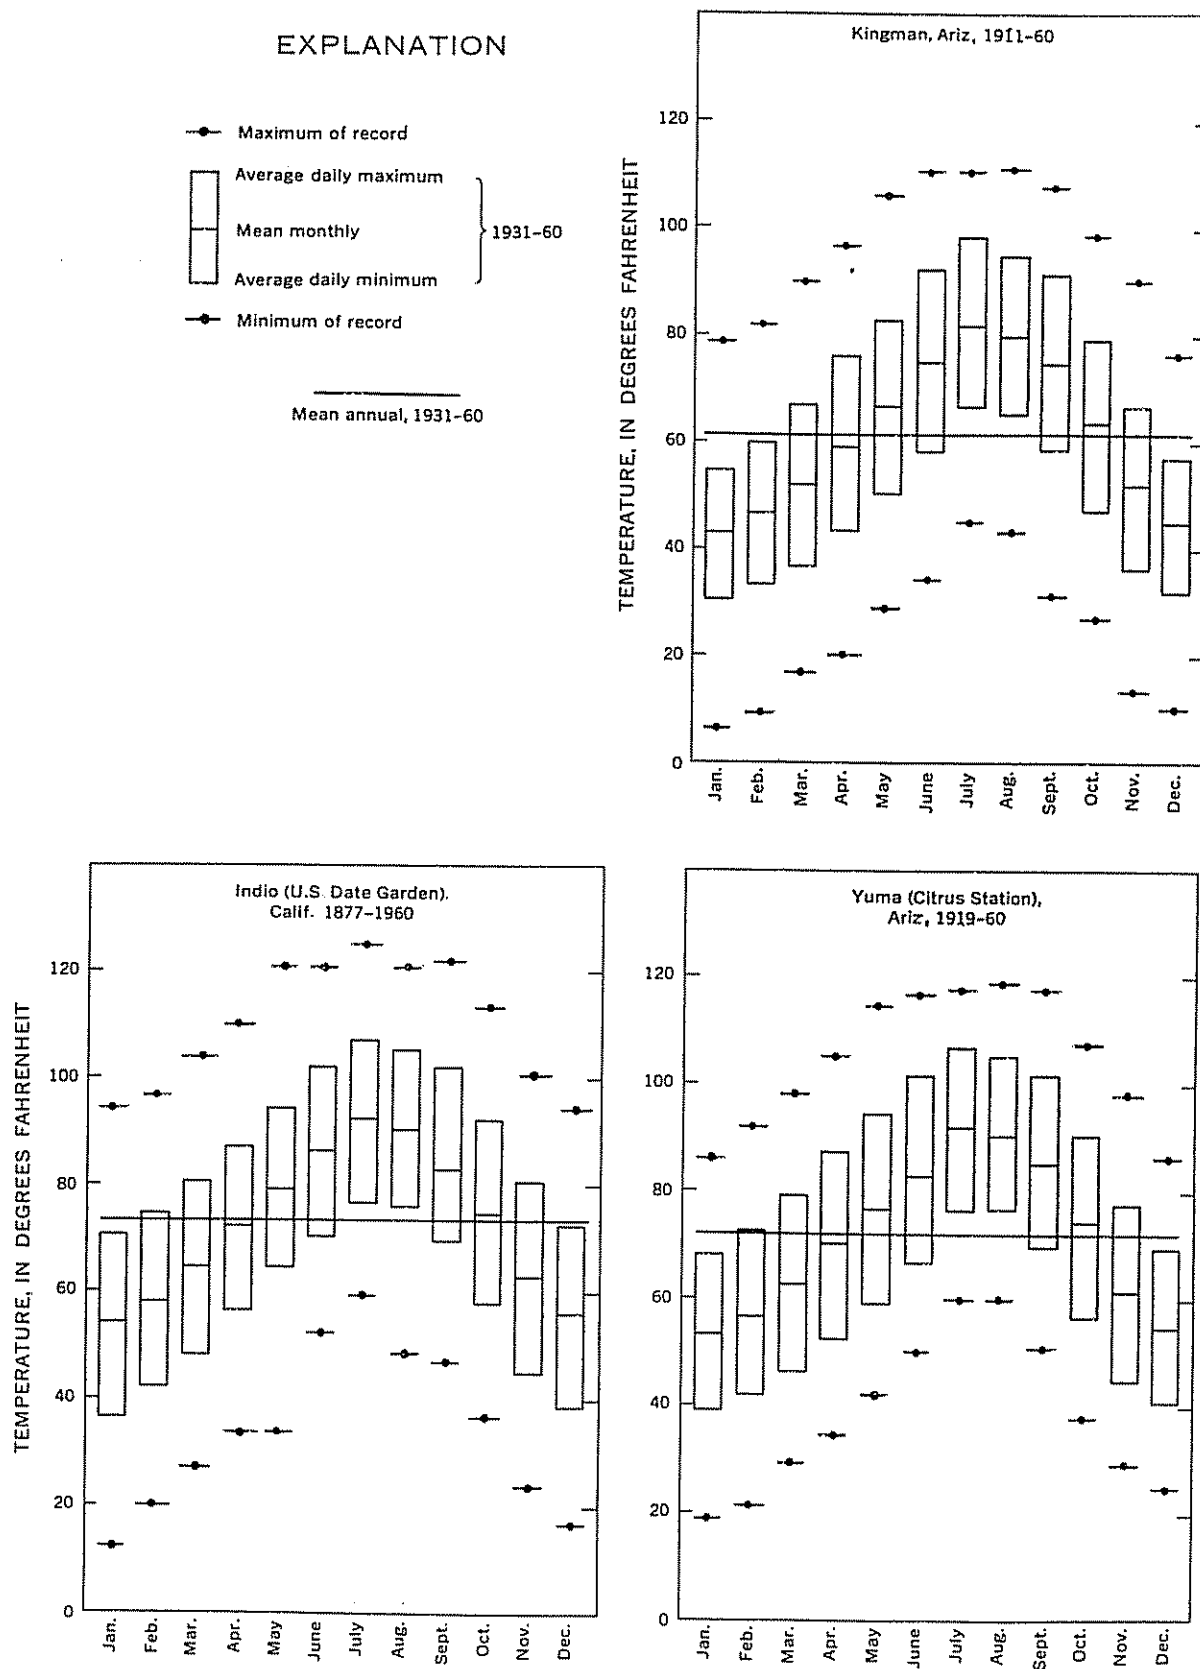 EXPLANATION
Maximum of record
Average daily maximum
Mean monthly
1931-60
Average daily minimum
Minimum of record
Mean annual, 1931-60
Kingman, Ariz, 1911-60
TEMPERATURE, IN DEGREES FAHRENHEIT
120
100
80
60
40
20
0
Jan.
Feb.
Mar.
Apr.
May
June
July
Aug.
Sept.
Oct.
Nov.
Dec.
Indio (U.S. Date Garden).
Calif. 1877-1960
TEMPERATURE, IN DEGREES FAHRENHEIT
120
100
80
60
40
20
0
Jan.
Feb.
Mar.
Apr.
May
June
July
Aug.
Sept.
Oct.
Nov.
Dec.
Yuma (Citrus Station),
Ariz, 1919-60
120
100
80
60
40
20
0
Jan.
Feb.
Mar.
Apr.
May
June
July
Aug.
Sept.
Oct.
Nov.
Dec.